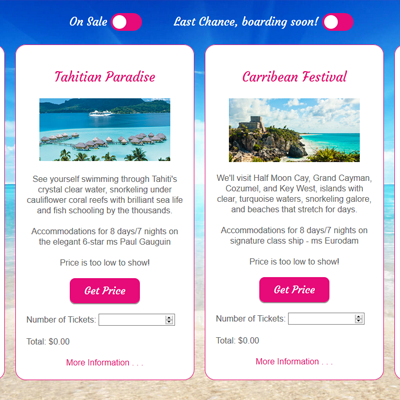 On Sale
Last Chance, boarding soon!
Tahitian Paradise
See yourself swimming through Tahiti's
crystal clear water, snorkeling under
cauliflower coral reefs with brilliant sea life
and fish schooling by the thousands.
Accommodations for 8 days/7 nights on
the elegant 6-star ms Paul Gauguin
Price is too low to show!
Get Price
Number of Tickets:
Total: $0.00
More Information . . .
Carribean Festival
We'll visit Half Moon Cay, Grand Cayman,
Cozumel, and Key West, islands with
clear, turquoise waters, snorkeling galore,
and beaches that stretch for days.
Accommodations for 8 days/7 nights on
signature class ship - ms Eurodam
Price is too low to show!
Get Price
Number of Tickets:
Total: $0.00
More Information . . .